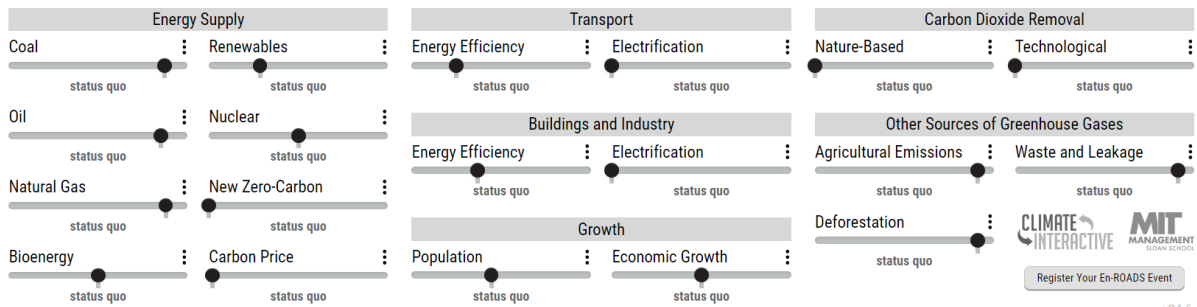 Energy Supply
Coal
status quo
Renewables
status quo
Oil
status quo
Nuclear
status quo
Natural Gas
status quo
New Zero-Carbon
status quo
Bioenergy
status quo
Carbon Price
status quo
Transport
Energy Efficiency
status quo
Electrification
status quo
Buildings and Industry
Energy Efficiency
status quo
Electrification
status quo
Growth
Population
status quo
Economic Growth
status quo
Carbon Dioxide Removal
Nature-Based
status quo
Technological
status quo
Other Sources of Greenhouse Gases
Agricultural Emissions
status quo
Waste and Leakage
status quo
Deforestation
status quo
CLIMATE
INTERACTIVE
MIT
MANAGEMENT
SLOAN SCHOOL
Register Your En-ROADS Event